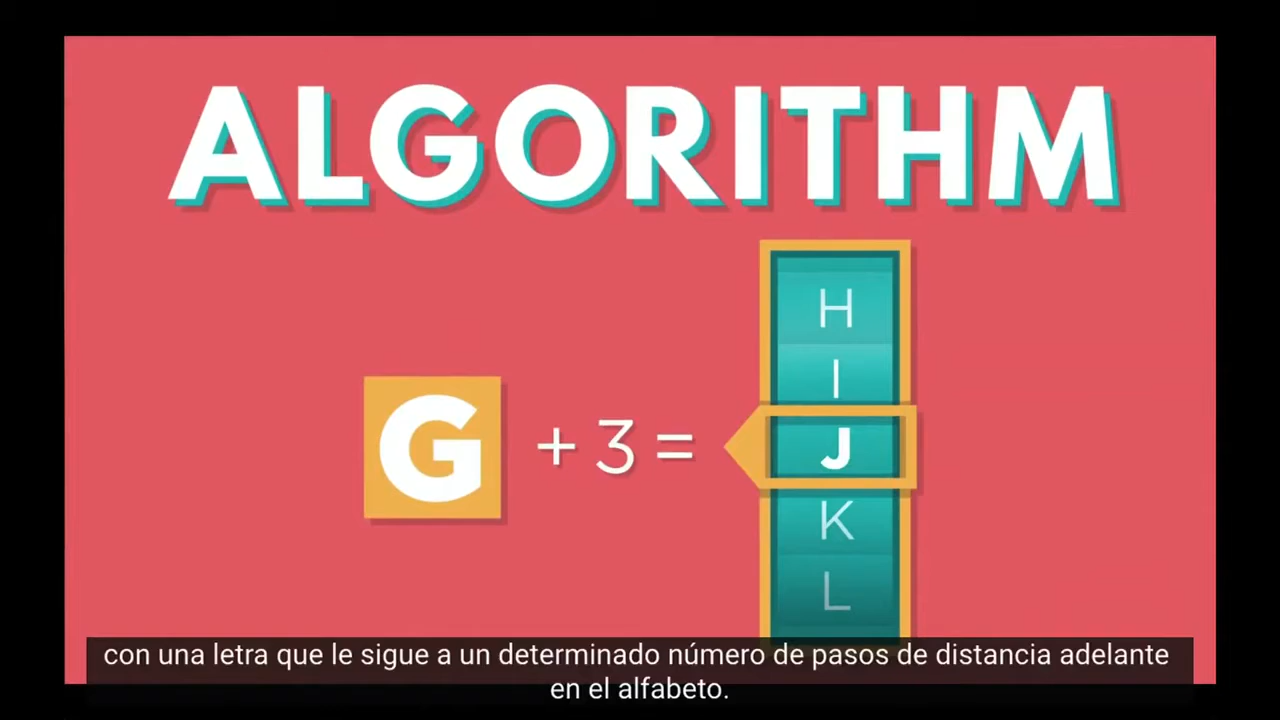 ALGORITHM
H
I
G + 3 = J
K
L
con una letra que le sigue a un determinado número de pasos de distancia adelante
en el alfabeto.